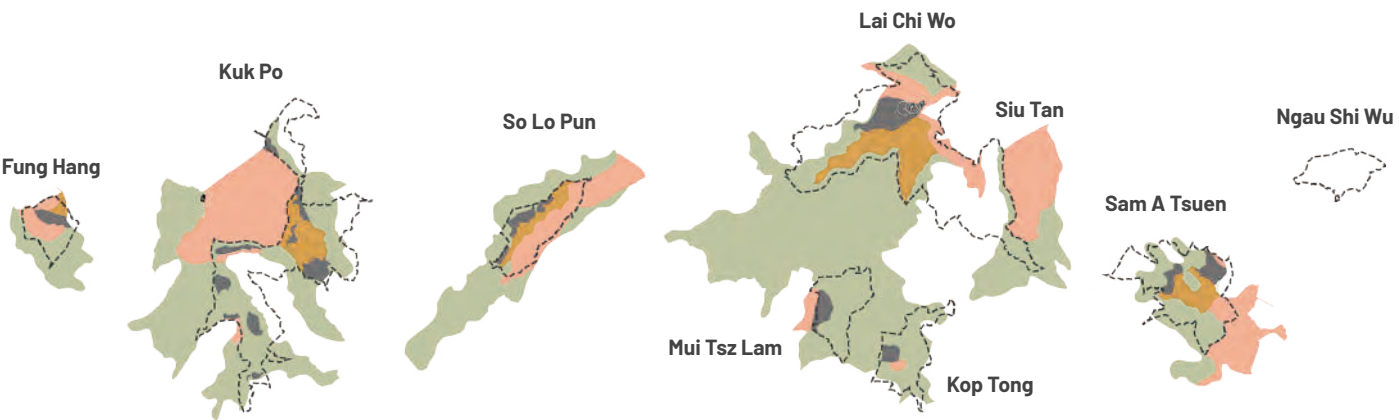 Lai Chi Wo
Kuk Po
Siu Tan
Ngau Shi Wu
So Lo Pun
Fung Hang
Sam A Tsuen
Mui Tsz Lam
Kop Tong